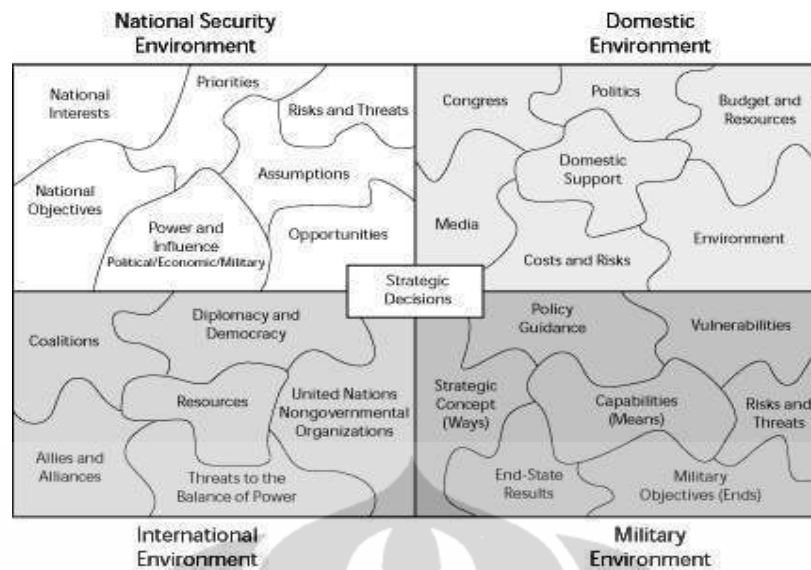 National Security
Environment
Domestic
Environment
National
Interests
Priorities
Risks and Threats
National
Objectives
Assumptions
Power and
Influence
Political/Economic/Military
Opportunities
Congress
Politics
Budget and
Resources
Domestic
Support
Media
Costs and Risks
Environment
Strategic
Decisions
Coalitions
Diplomacy and
Democracy
Resources
United Nations
Nongovernmental
Organizations
Allies and
Alliances
Threats to the
Balance of Power
Policy
Guidance
Vulnerabilities
Strategic
Concept
(Ways)
Capabilities
(Means)
Risks and
Threats
End-State
Results
Military
Objectives (Ends)
International
Environment
Military
Environment